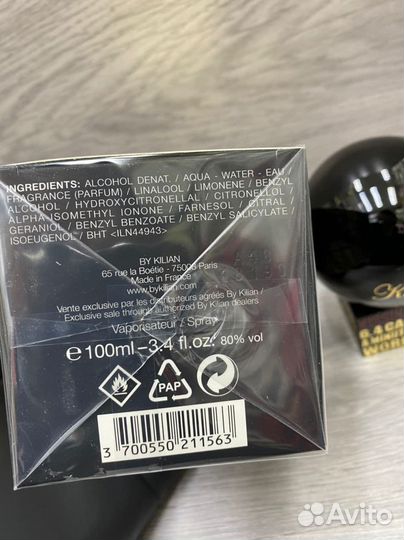 INGREDIENTS: ALCOHOL DENAT. / AQUA - WATER - EAU /
FRAGRANCE (PARFUM) / LINALOOL / LIMONENE / BENZYL
ALCOHOL / HYDROXYCITRONELLAL / CITRONELLOL /
ALPHA-ISOMETHYL IONONE / FARNESOL / CITRAL /
GERANIOL / BENZYL BENZOATE / BENZYL SALICYLATE /
ISOEUGENOL / BHT <ILN44943>
BY KILIAN
65 rue la Boëtie - 75008 Paris
Made in France
www.bykilian.com
Vente exclusive par les distributeurs agréés By Kilian /
Exclusive sale through authorized By Kilian dealers
Vaporisateur / Spray
℮100ml–3.4 fl.oz. 80% vol
PAP
3 700550 211563
Avito